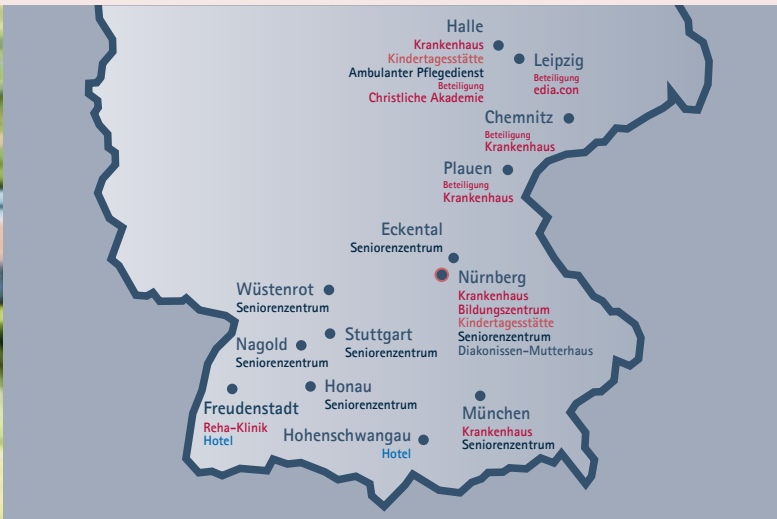 Halle
Krankenhaus
Kindertagesstätte
Ambulanter Pflegedienst
Beteiligung
Christliche Akademie
Leipzig
Beteiligung
edia.con
Chemnitz
Beteiligung
Krankenhaus
Plauen
Beteiligung
Krankenhaus
Eckental
Seniorenzentrum
Nürnberg
Krankenhaus
Bildungszentrum
Kindertagesstätte
Seniorenzentrum
Diakonissen-Mutterhaus
Wüstenrot
Seniorenzentrum
Stuttgart
Seniorenzentrum
Nagold
Seniorenzentrum
Honau
Seniorenzentrum
Freudenstadt
Reha-Klinik
Hotel
Hohenschwangau
Hotel
München
Krankenhaus
Seniorenzentrum